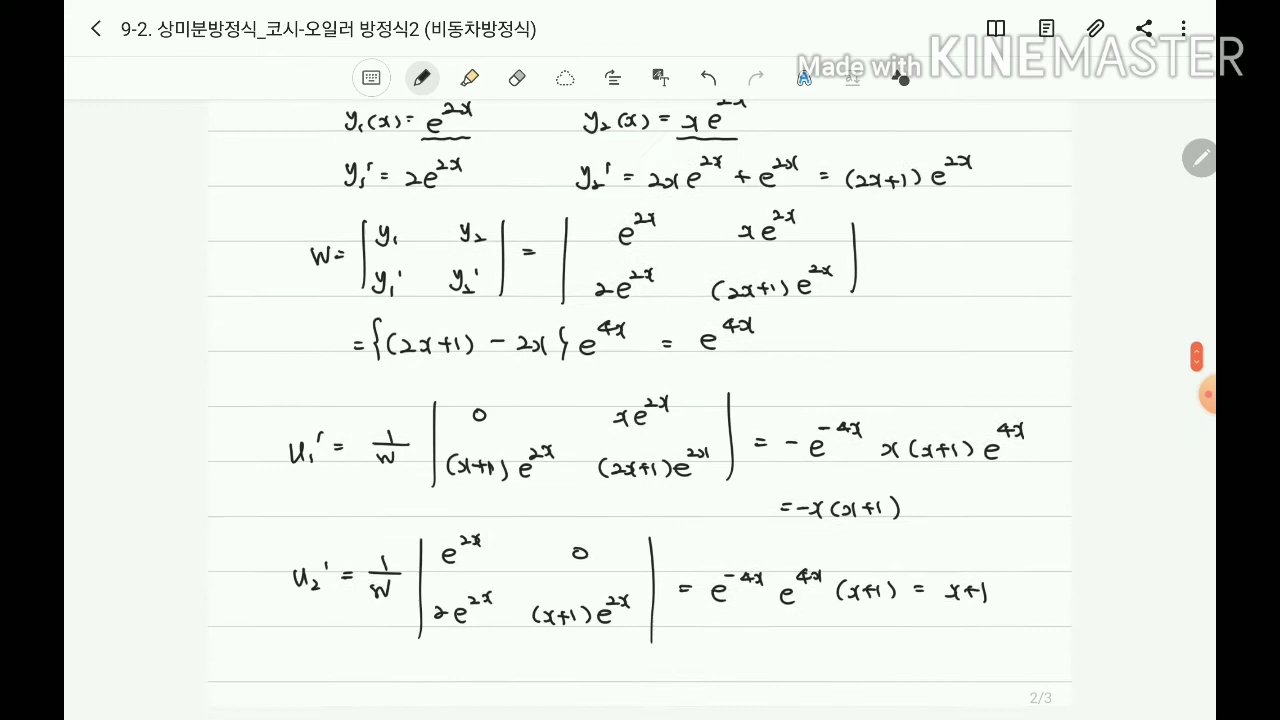 9-2. 상미분방정식_코시-오일러 방정식2 (비동차방정식)
Made with KINEMASTER
y₁(x) = e^{2x}    y₂(x) = xe^{2x}
y₁' = 2e^{2x}    y₂' = 2xe^{2x} + e^{2x} = (2x+1)e^{2x}
W = | y₁ y₂ ; y₁' y₂' | = | e^{2x} xe^{2x} ; 2e^{2x} (2x+1)e^{2x} |
= {(2x+1) - 2x} e^{4x} = e^{4x}
u₁' = 1/W | 0 xe^{2x} ; (x+1)e^{2x} (2x+1)e^{2x} | = -e^{-4x} x(x+1)e^{4x}
= -x(x+1)
u₂' = 1/W | e^{2x} 0 ; 2e^{2x} (x+1)e^{2x} | = e^{-4x} e^{4x} (x+1) = x+1
2/3